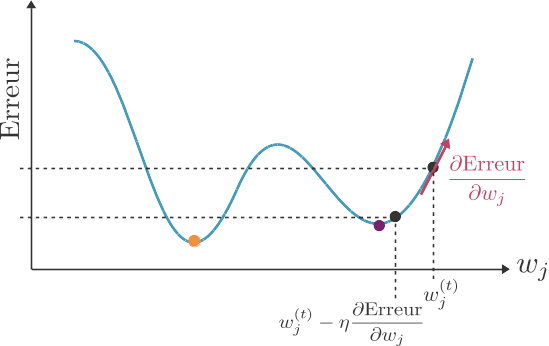 Erreur
∂Erreur
∂w_j
w_j
w_j^{(t)}
w_j^{(t)} − η ∂Erreur
∂w_j